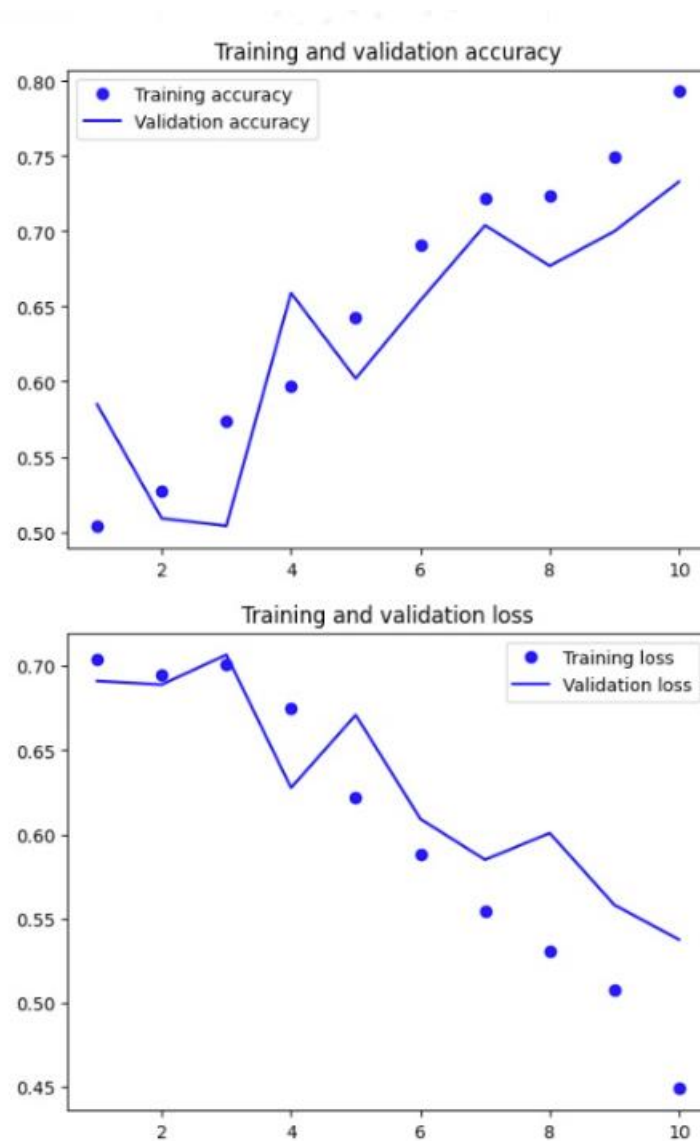 Training and validation accuracy
0.80
Training accuracy
Validation accuracy
0.75
0.70
0.65
0.60
0.55
0.50
2 4 6 8 10
Training and validation loss
0.70
Training loss
Validation loss
0.65
0.60
0.55
0.50
0.45
2 4 6 8 10